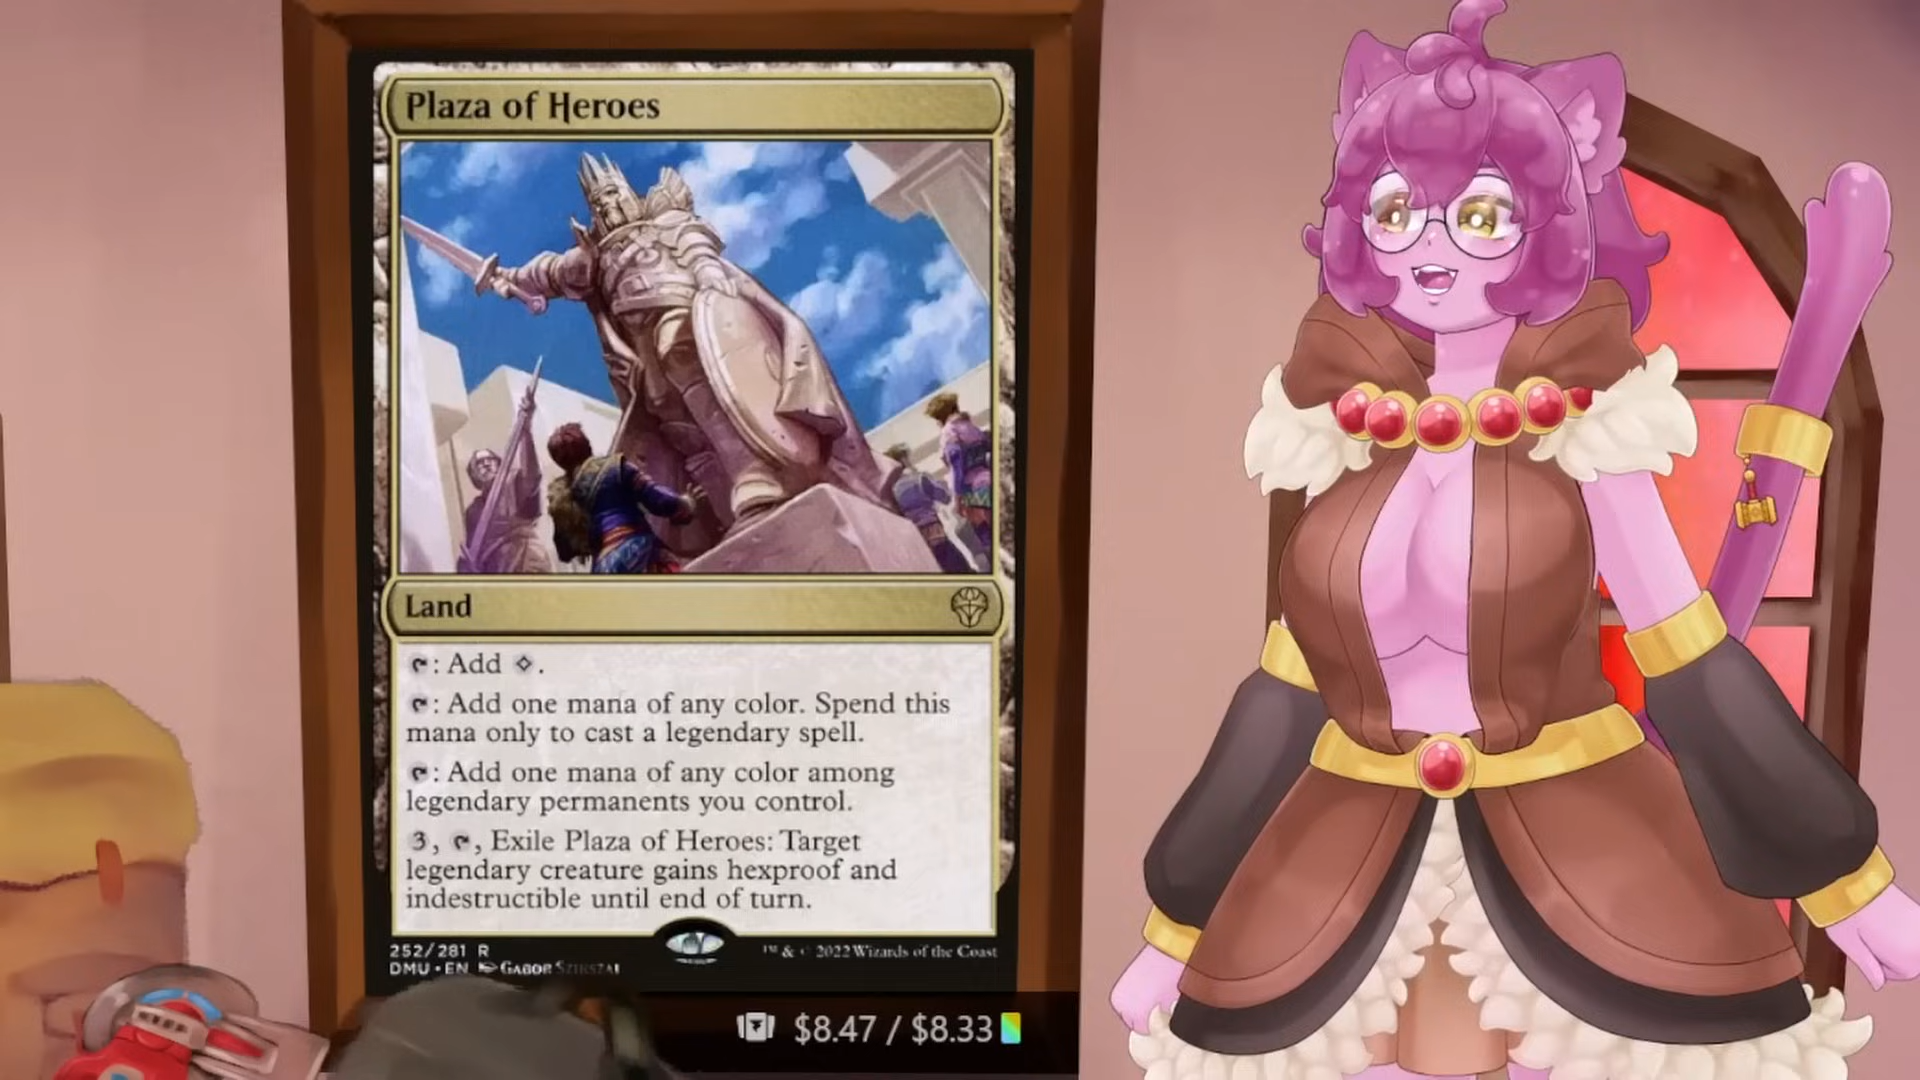 Plaza of Heroes
Land
: Add .
: Add one mana of any color. Spend this
mana only to cast a legendary spell.
: Add one mana of any color among
legendary permanents you control.
3, , Exile Plaza of Heroes: Target
legendary creature gains hexproof and
indestructible until end of turn.
252/281 R
DMU • EN GABOR SZIKSZAI
™ & © 2022 Wizards of the Coast
$8.47 / $8.33